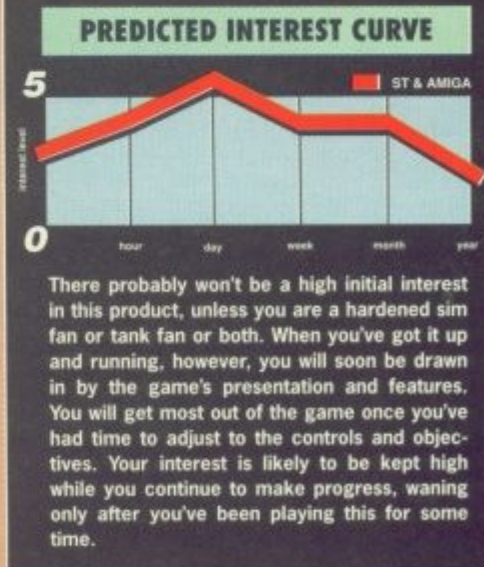 PREDICTED INTEREST CURVE
5
ST & AMIGA
interest level
0
hour day week month year
There probably won't be a high initial interest
in this product, unless you are a hardened sim
fan or tank fan or both. When you've got it up
and running, however, you will soon be drawn
in by the game's presentation and features.
You will get most out of the game once you've
had time to adjust to the controls and objec-
tives. Your interest is likely to be kept high
while you continue to make progress, waning
only after you've been playing this for some
time.